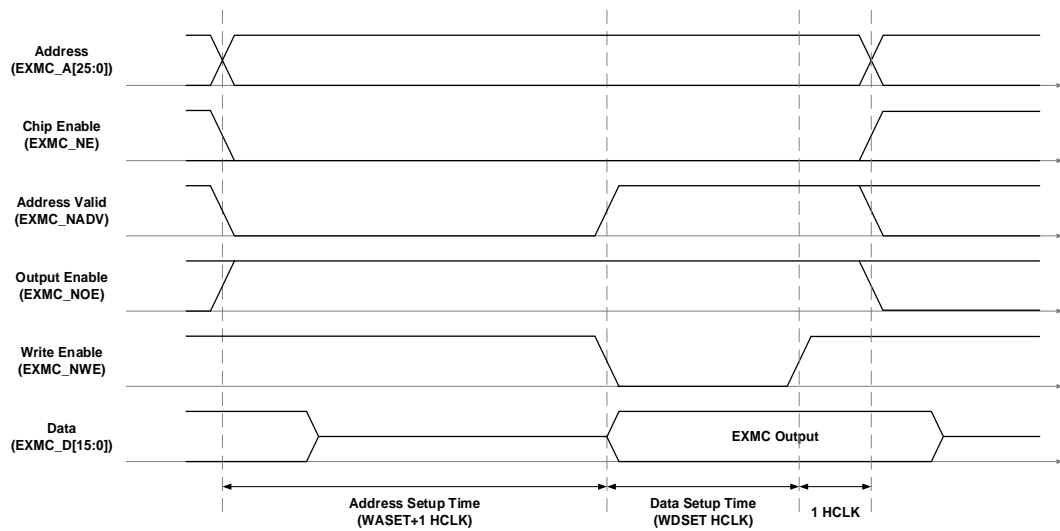 Address
(EXMC_A[25:0])
Chip Enable
(EXMC_NE)
Address Valid
(EXMC_NADV)
Output Enable
(EXMC_NOE)
Write Enable
(EXMC_NWE)
Data
(EXMC_D[15:0])
EXMC Output
Address Setup Time
(WASET+1 HCLK)
Data Setup Time
(WDSET HCLK)
1 HCLK